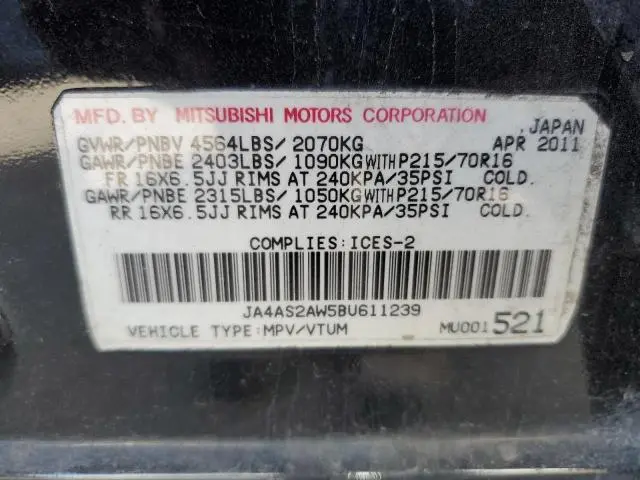 MFD. BY MITSUBISHI MOTORS CORPORATION
, JAPAN
GVWR/PNBV 4564LBS/ 2070KG APR 2011
GAWR/PNBE 2403LBS/ 1090KG WITH P215/70R16
FR 16X6.5JJ RIMS AT 240KPA/35PSI COLD.
GAWR/PNBE 2315LBS/ 1050KG WITH P215/70R16
RR 16X6.5JJ RIMS AT 240KPA/35PSI COLD.
COMPLIES:ICES-2
JA4AS2AW5BU611239
VEHICLE TYPE:MPV/VTUM MU001521